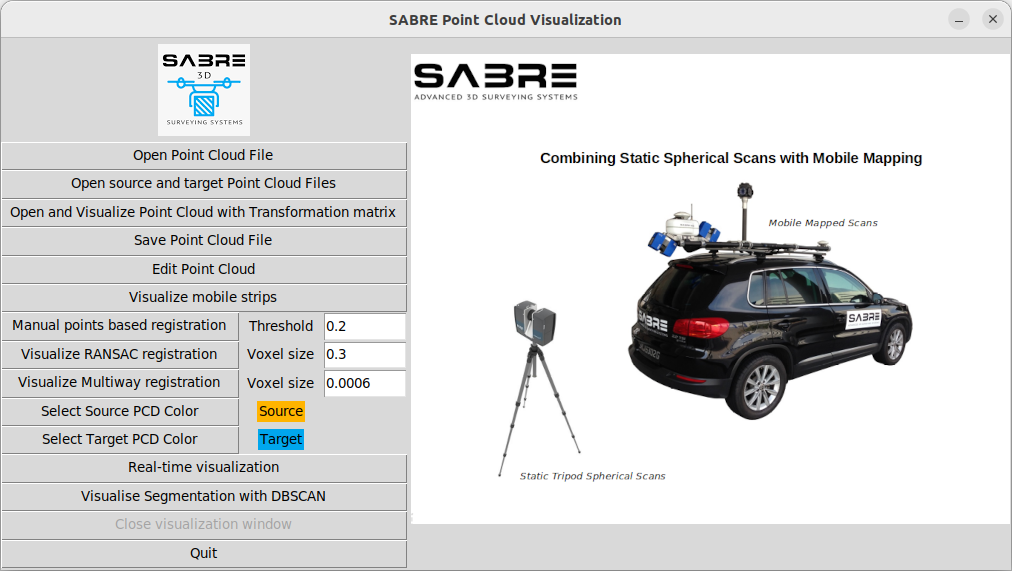 SABRE Point Cloud Visualization
SABRE
3D
SURVEYING SYSTEMS
Open Point Cloud File
Open source and target Point Cloud Files
Open and Visualize Point Cloud with Transformation matrix
Save Point Cloud File
Edit Point Cloud
Visualize mobile strips
Manual points based registration Threshold 0.2
Visualize RANSAC registration Voxel size 0.3
Visualize Multiway registration Voxel size 0.0006
Select Source PCD Color Source
Select Target PCD Color Target
Real-time visualization
Visualise Segmentation with DBSCAN
Close visualization window
Quit
SABRE
ADVANCED 3D SURVEYING SYSTEMS
Combining Static Spherical Scans with Mobile Mapping
Mobile Mapped Scans
SABRE
SABRE
Static Tripod Spherical Scans